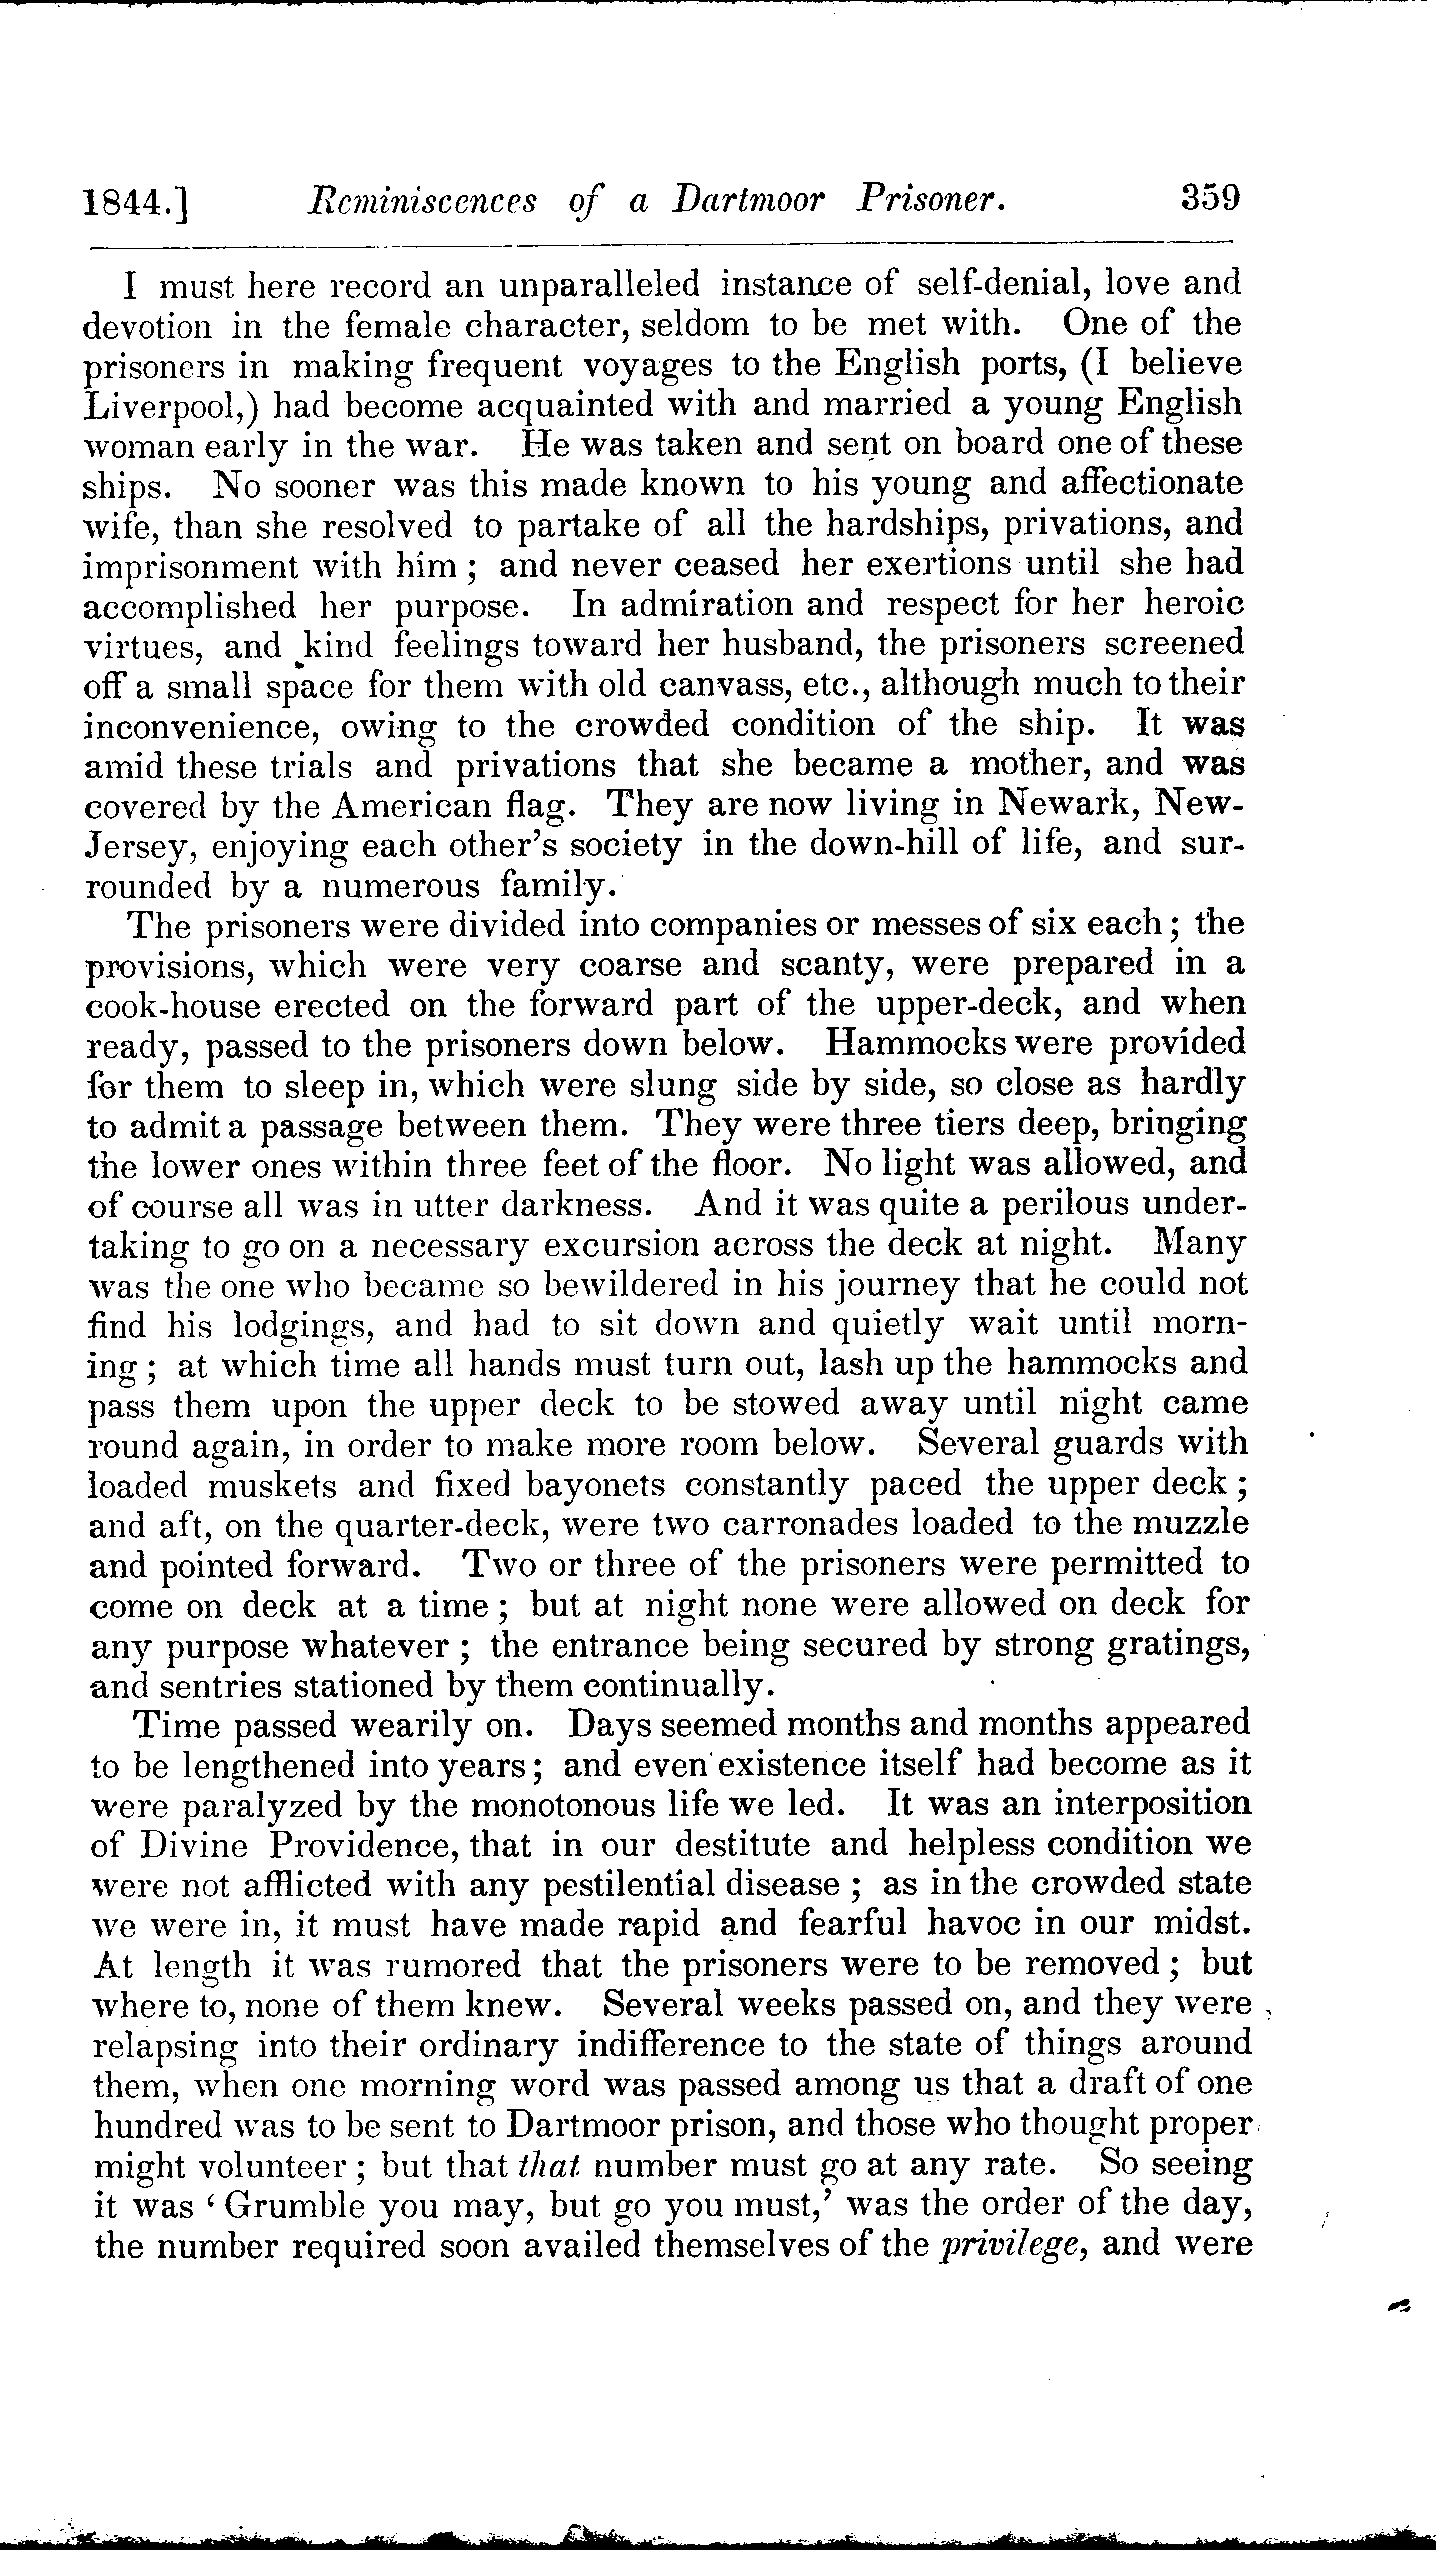 1844.] Reminiscences of a Dartmoor Prisoner. 359
I must here record an unparalleled instance of self-denial, love and
devotion in the female character, seldom to be met with. One of the
prisoners in making frequent voyages to the English ports, (I believe
Liverpool,) had become acquainted with and married a young English
woman early in the war. He was taken and sent on board one of these
ships. No sooner was this made known to his young and affectionate
wife, than she resolved to partake of all the hardships, privations, and
imprisonment with him ; and never ceased her exertions until she had
accomplished her purpose. In admiration and respect for her heroic
virtues, and kind feelings toward her husband, the prisoners screened
off a small space for them with old canvass, etc., although much to their
inconvenience, owing to the crowded condition of the ship. It was
amid these trials and privations that she became a mother, and was
covered by the American flag. They are now living in Newark, New-
Jersey, enjoying each other's society in the down-hill of life, and sur-
rounded by a numerous family.
The prisoners were divided into companies or messes of six each ; the
provisions, which were very coarse and scanty, were prepared in a
cook-house erected on the forward part of the upper-deck, and when
ready, passed to the prisoners down below. Hammocks were provided
for them to sleep in, which were slung side by side, so close as hardly
to admit a passage between them. They were three tiers deep, bringing
the lower ones within three feet of the floor. No light was allowed, and
of course all was in utter darkness. And it was quite a perilous under-
taking to go on a necessary excursion across the deck at night. Many
was the one who became so bewildered in his journey that he could not
find his lodgings, and had to sit down and quietly wait until morn-
ing ; at which time all hands must turn out, lash up the hammocks and
pass them upon the upper deck to be stowed away until night came
round again, in order to make more room below. Several guards with
loaded muskets and fixed bayonets constantly paced the upper deck ;
and aft, on the quarter-deck, were two carronades loaded to the muzzle
and pointed forward. Two or three of the prisoners were permitted to
come on deck at a time ; but at night none were allowed on deck for
any purpose whatever ; the entrance being secured by strong gratings,
and sentries stationed by them continually.
Time passed wearily on. Days seemed months and months appeared
to be lengthened into years ; and even existence itself had become as it
were paralyzed by the monotonous life we led. It was an interposition
of Divine Providence, that in our destitute and helpless condition we
were not afflicted with any pestilential disease ; as in the crowded state
we were in, it must have made rapid and fearful havoc in our midst.
At length it was rumored that the prisoners were to be removed ; but
where to, none of them knew. Several weeks passed on, and they were
relapsing into their ordinary indifference to the state of things around
them, when one morning word was passed among us that a draft of one
hundred was to be sent to Dartmoor prison, and those who thought proper
might volunteer ; but that that number must go at any rate. So seeing
it was ‘ Grumble you may, but go you must,’ was the order of the day,
the number required soon availed themselves of the privilege, and were